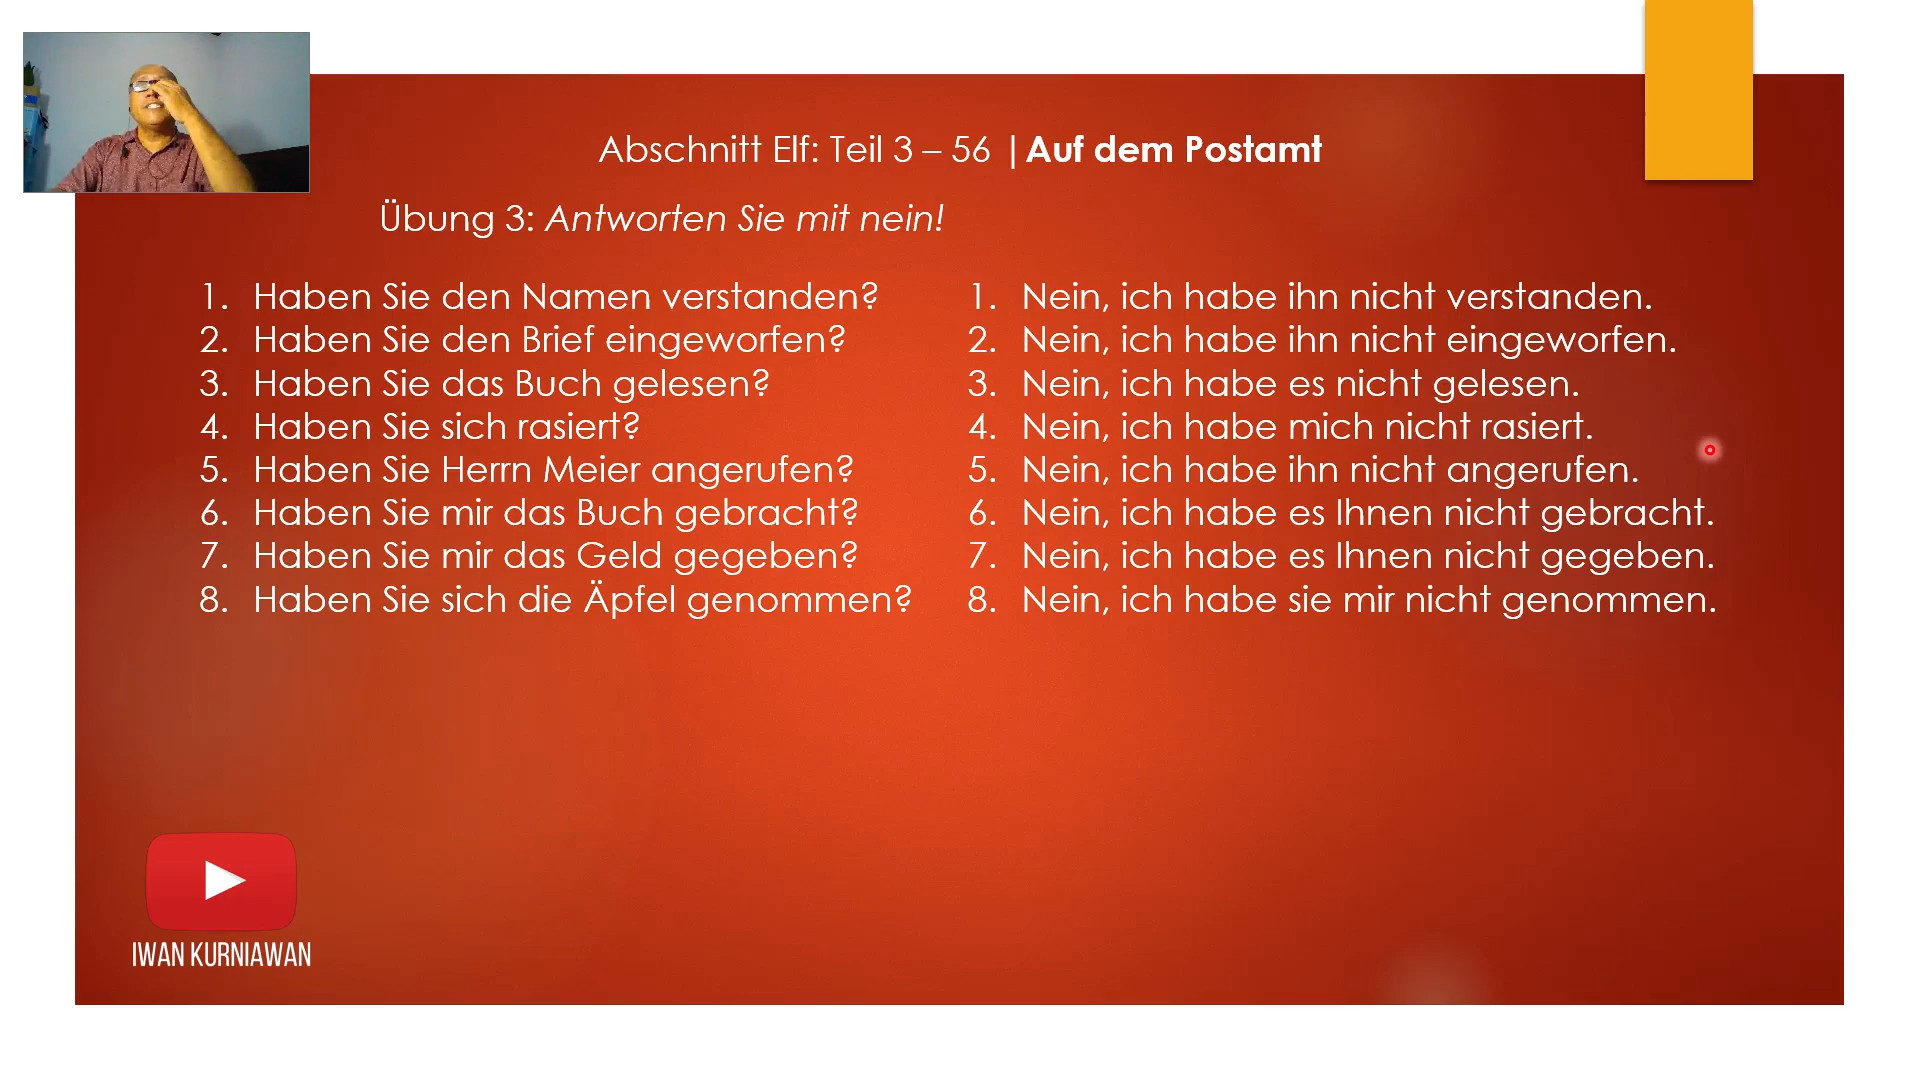 Abschnitt Elf: Teil 3 – 56 |Auf dem Postamt
Übung 3: Antworten Sie mit nein!
1. Haben Sie den Namen verstanden?
2. Haben Sie den Brief eingeworfen?
3. Haben Sie das Buch gelesen?
4. Haben Sie sich rasiert?
5. Haben Sie Herrn Meier angerufen?
6. Haben Sie mir das Buch gebracht?
7. Haben Sie mir das Geld gegeben?
8. Haben Sie sich die Äpfel genommen?
1. Nein, ich habe ihn nicht verstanden.
2. Nein, ich habe ihn nicht eingeworfen.
3. Nein, ich habe es nicht gelesen.
4. Nein, ich habe mich nicht rasiert.
5. Nein, ich habe ihn nicht angerufen.
6. Nein, ich habe es Ihnen nicht gebracht.
7. Nein, ich habe es Ihnen nicht gegeben.
8. Nein, ich habe sie mir nicht genommen.
IWAN KURNIAWAN